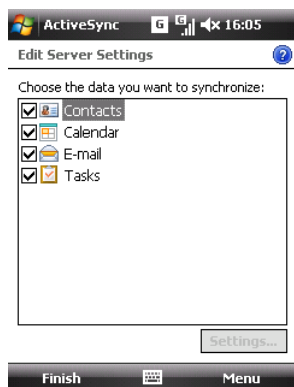 ActiveSync G G 16:05
Edit Server Settings ?
Choose the data you want to synchronize:
Contacts
Calendar
E-mail
Tasks
Settings...
Finish Menu